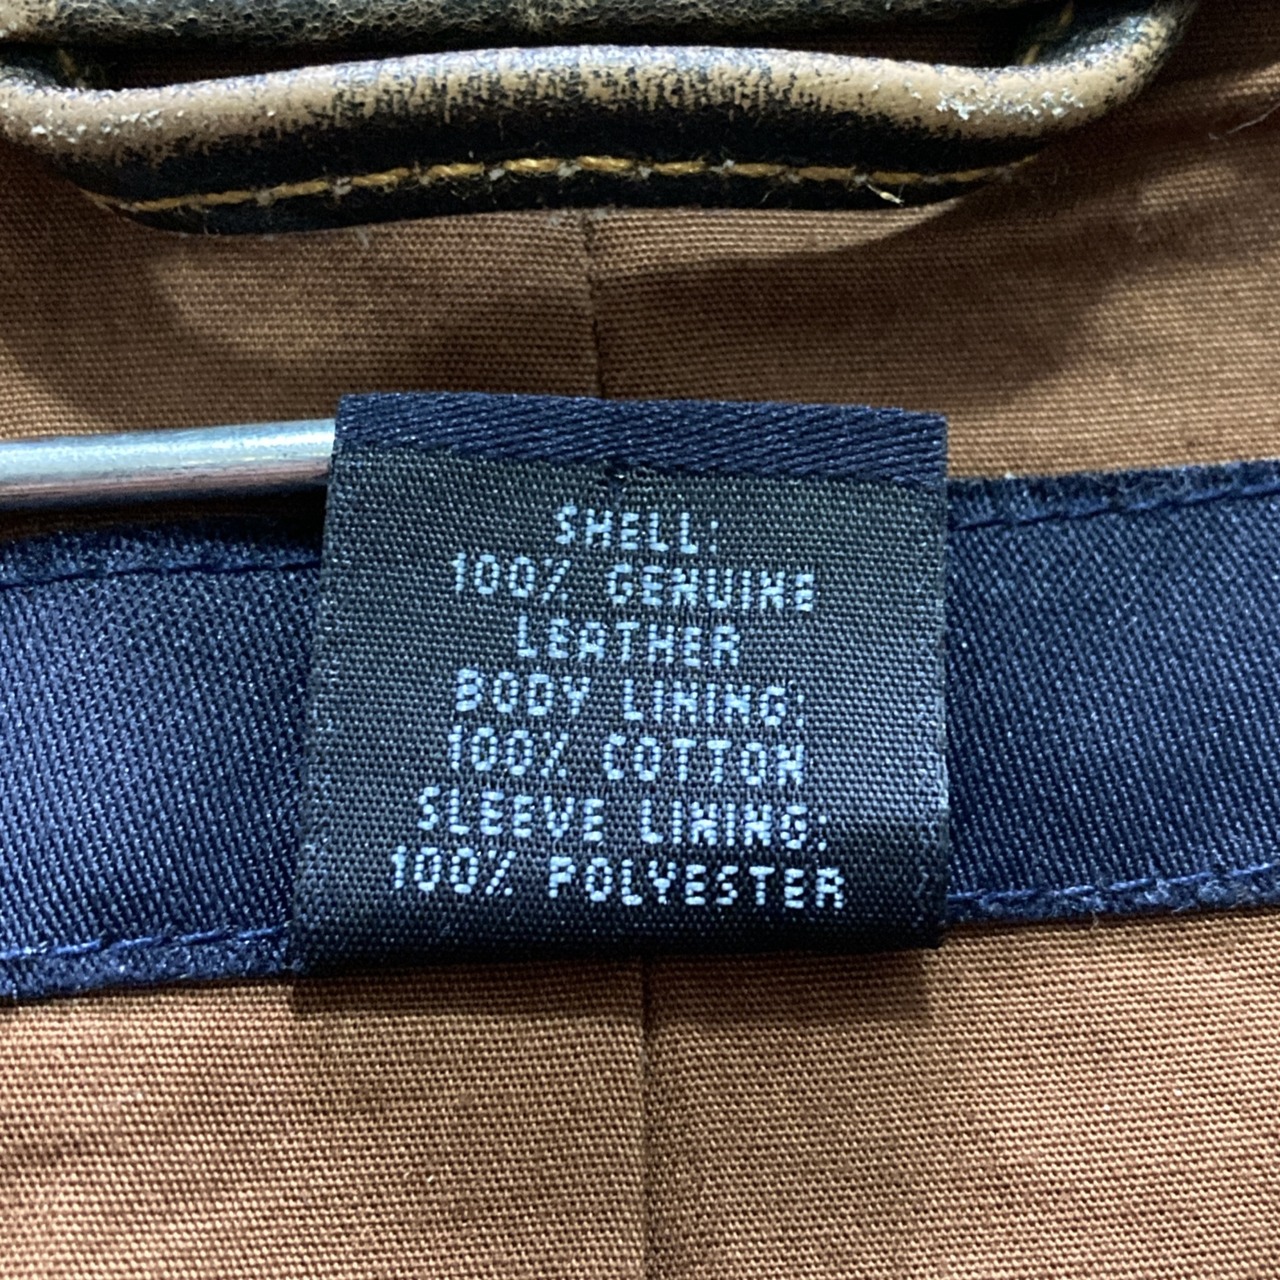 SHELL:
100% GENUINE
LEATHER
BODY LINING:
100% COTTON
SLEEVE LINING:
100% POLYESTER